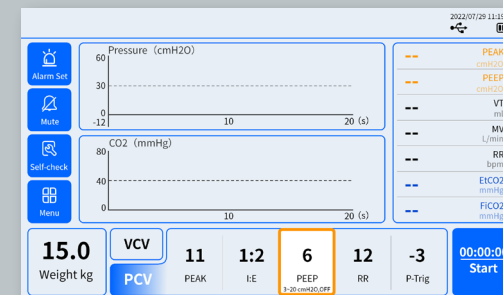 2022/07/29 11:19
Alarm Set
Mute
Self-check
Menu
Pressure (cmH2O)
60
30
0
-12
10
20 (s)
CO2 (mmHg)
80
40
0
10
20 (s)
-- PEAK
cmH2O
-- PEEP
cmH2O
-- VT
ml
-- MV
L/min
-- RR
bpm
-- EtCO2
mmHg
-- FiCO2
mmHg
15.0
Weight kg
VCV
PCV
11
PEAK
1:2
I:E
6
PEEP
3~20 cmH2O,OFF
12
RR
-3
P-Trig
00:00:00
Start